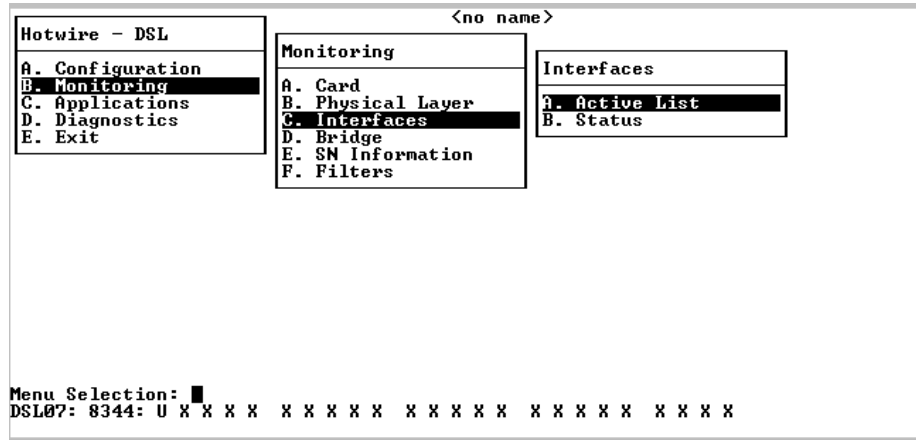 <no name>
Hotwire - DSL
A. Configuration
B. Monitoring
C. Applications
D. Diagnostics
E. Exit
Monitoring
A. Card
B. Physical Layer
C. Interfaces
D. Bridge
E. SN Information
F. Filters
Interfaces
A. Active List
B. Status
Menu Selection:
DSL07: 8344: U X X X X  X X X X X  X X X X X  X X X X X  X X X X